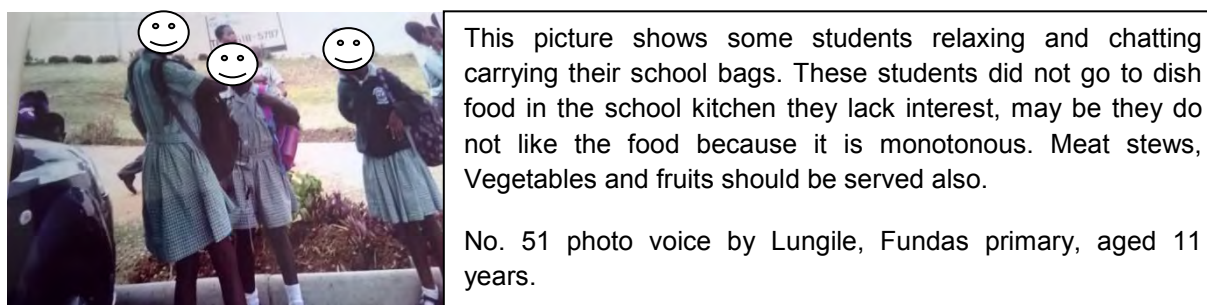 518-5797
This picture shows some students relaxing and chatting
carrying their school bags. These students did not go to dish
food in the school kitchen they lack interest, may be they do
not like the food because it is monotonous. Meat stews,
Vegetables and fruits should be served also.
No. 51 photo voice by Lungile, Fundas primary, aged 11
years.